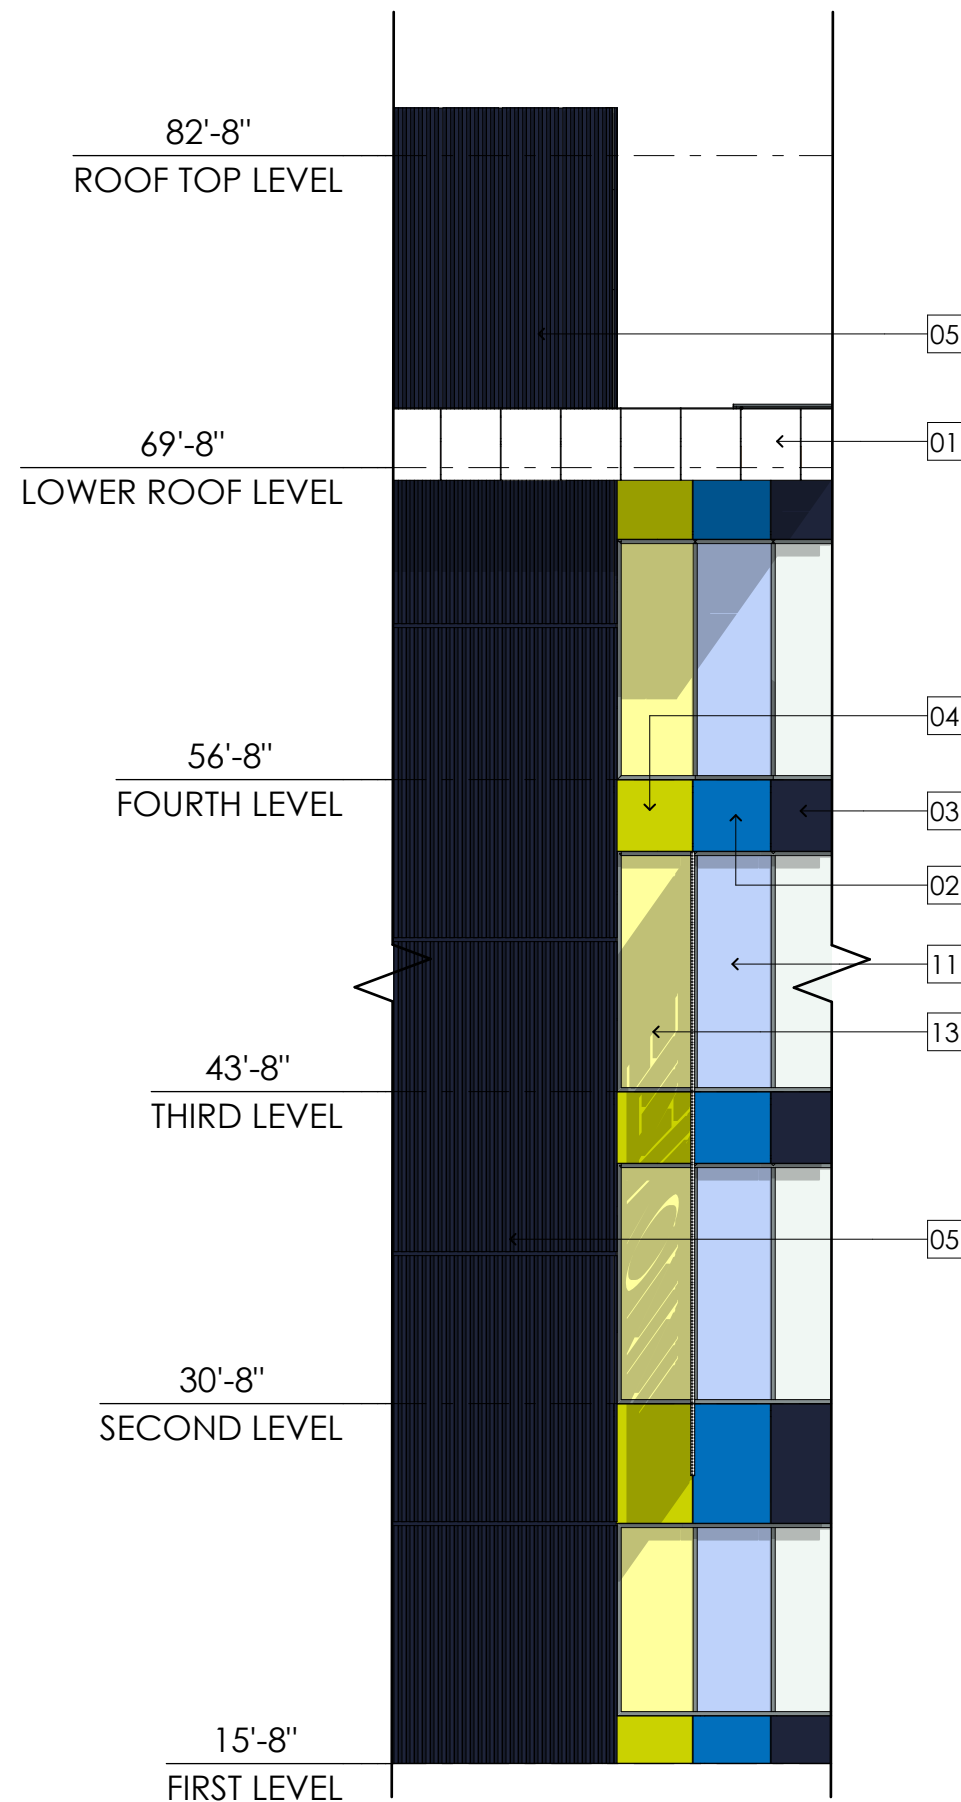 82'-8"
ROOF TOP LEVEL
05
01
69'-8"
LOWER ROOF LEVEL
04
56'-8"
FOURTH LEVEL
03
02
11
13
43'-8"
THIRD LEVEL
05
30'-8"
SECOND LEVEL
15'-8"
FIRST LEVEL